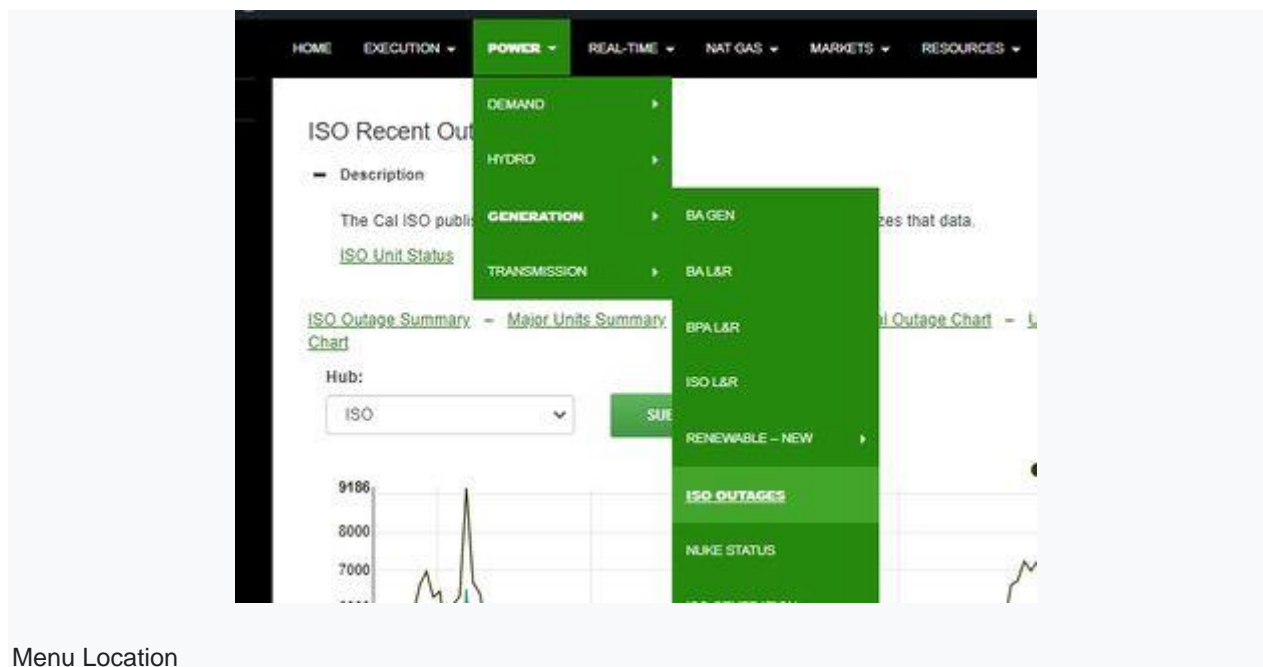 HOME EXECUTION POWER REAL-TIME NAT GAS MARKETS RESOURCES
DEMAND
ISO Recent Out
HYDRO
Description
GENERATION
BA GEN
The Cal ISO publi
zes that data.
ISO Unit Status
TRANSMISSION
BA L&R
ISO Outage Summary – Major Units Summary
Outage Chart –
Chart
BPA L&R
Hub:
ISO L&R
ISO
SUB
RENEWABLE – NEW
9186
ISO OUTAGES
8000
NUKE STATUS
7000
Menu Location